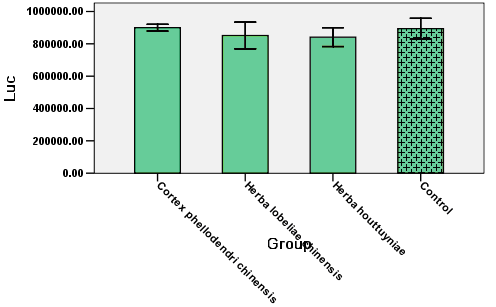 1000000.00
800000.00
600000.00
400000.00
200000.00
0.00
Luc
Cortex phellodendri chinensis
Herba lobeliae chinensis
Herba houttuyniae
Control
Group